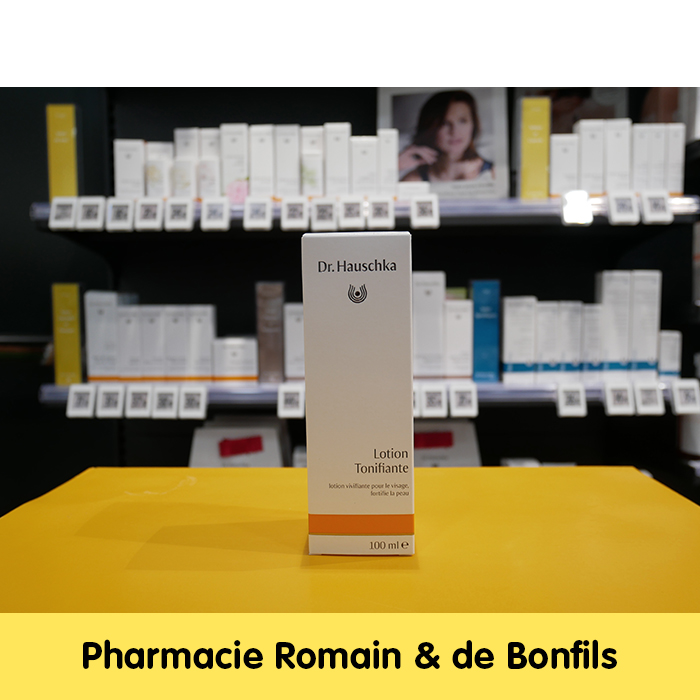 Dr. Hauschka
Lotion
Tonifiante
lotion vivifiante pour le visage,
fortifie la peau
100 ml ℮
Pharmacie Romain & de Bonfils